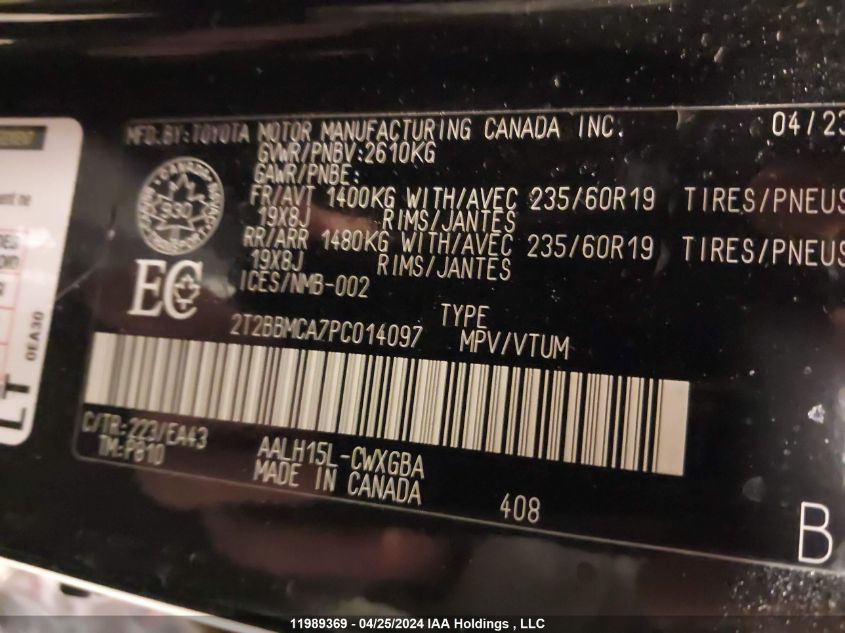 MFD.BY:TOYOTA MOTOR MANUFACTURING CANADA INC. 04/23
GVWR/PNBV:2610KG
GAWR/PNBE:
FR/AVT 1400KG WITH/AVEC 235/60R19 TIRES/PNEUS
19X8J RIMS/JANTES
RR/ARR 1480KG WITH/AVEC 235/60R19 TIRES/PNEUS
19X8J RIMS/JANTES
ICES/NMB-002
930
EC
2T2BBMCA7PC014097
TYPE
MPV/VTUM
C/TR:223/EA43
TM:P810
AALH15L-CWXGBA
MADE IN CANADA
408
B
0EA30
11989369 - 04/25/2024 IAA Holdings , LLC